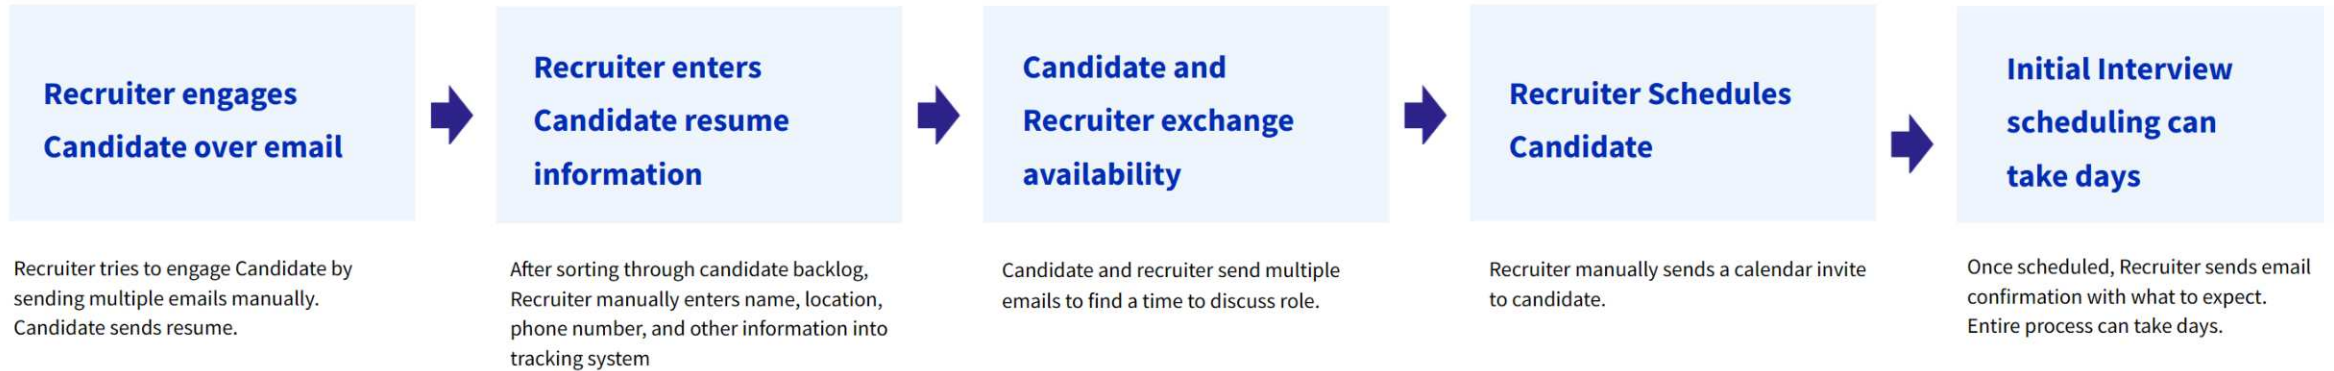 Recruiter engages
Candidate over email
Recruiter enters
Candidate resume
information
Candidate and
Recruiter exchange
availability
Recruiter Schedules
Candidate
Initial Interview
scheduling can
take days
Recruiter tries to engage Candidate by
sending multiple emails manually.
Candidate sends resume.
After sorting through candidate backlog,
Recruiter manually enters name, location,
phone number, and other information into
tracking system
Candidate and recruiter send multiple
emails to find a time to discuss role.
Recruiter manually sends a calendar invite
to candidate.
Once scheduled, Recruiter sends email
confirmation with what to expect.
Entire process can take days.